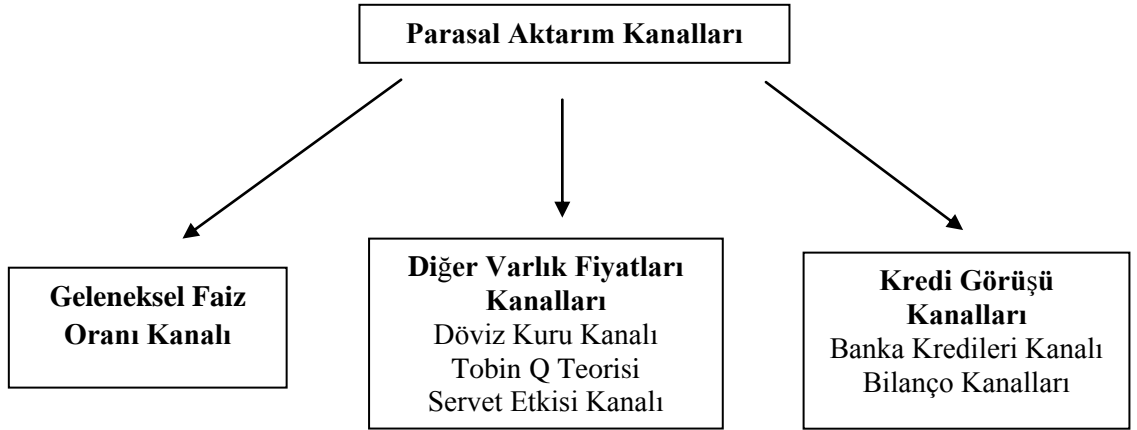 Parasal Aktarım Kanalları
Geleneksel Faiz
Oranı Kanalı
Diğer Varlık Fiyatları
Kanalları
Döviz Kuru Kanalı
Tobin Q Teorisi
Servet Etkisi Kanalı
Kredi Görüşü
Kanalları
Banka Kredileri Kanalı
Bilanço Kanalları